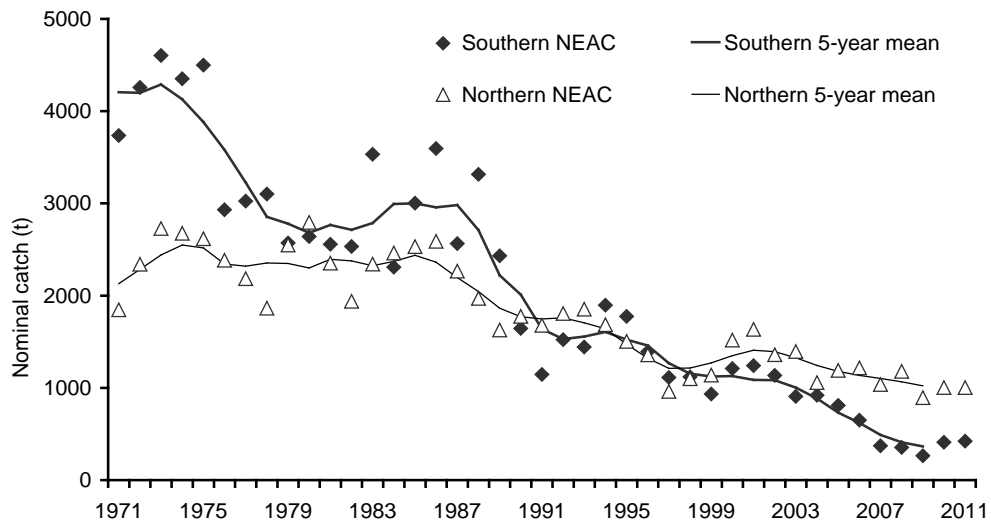 5000
4000
3000
2000
1000
0
Nominal catch (t)
Southern NEAC
Southern 5-year mean
Northern NEAC
Northern 5-year mean
1971 1975 1979 1983 1987 1991 1995 1999 2003 2007 2011